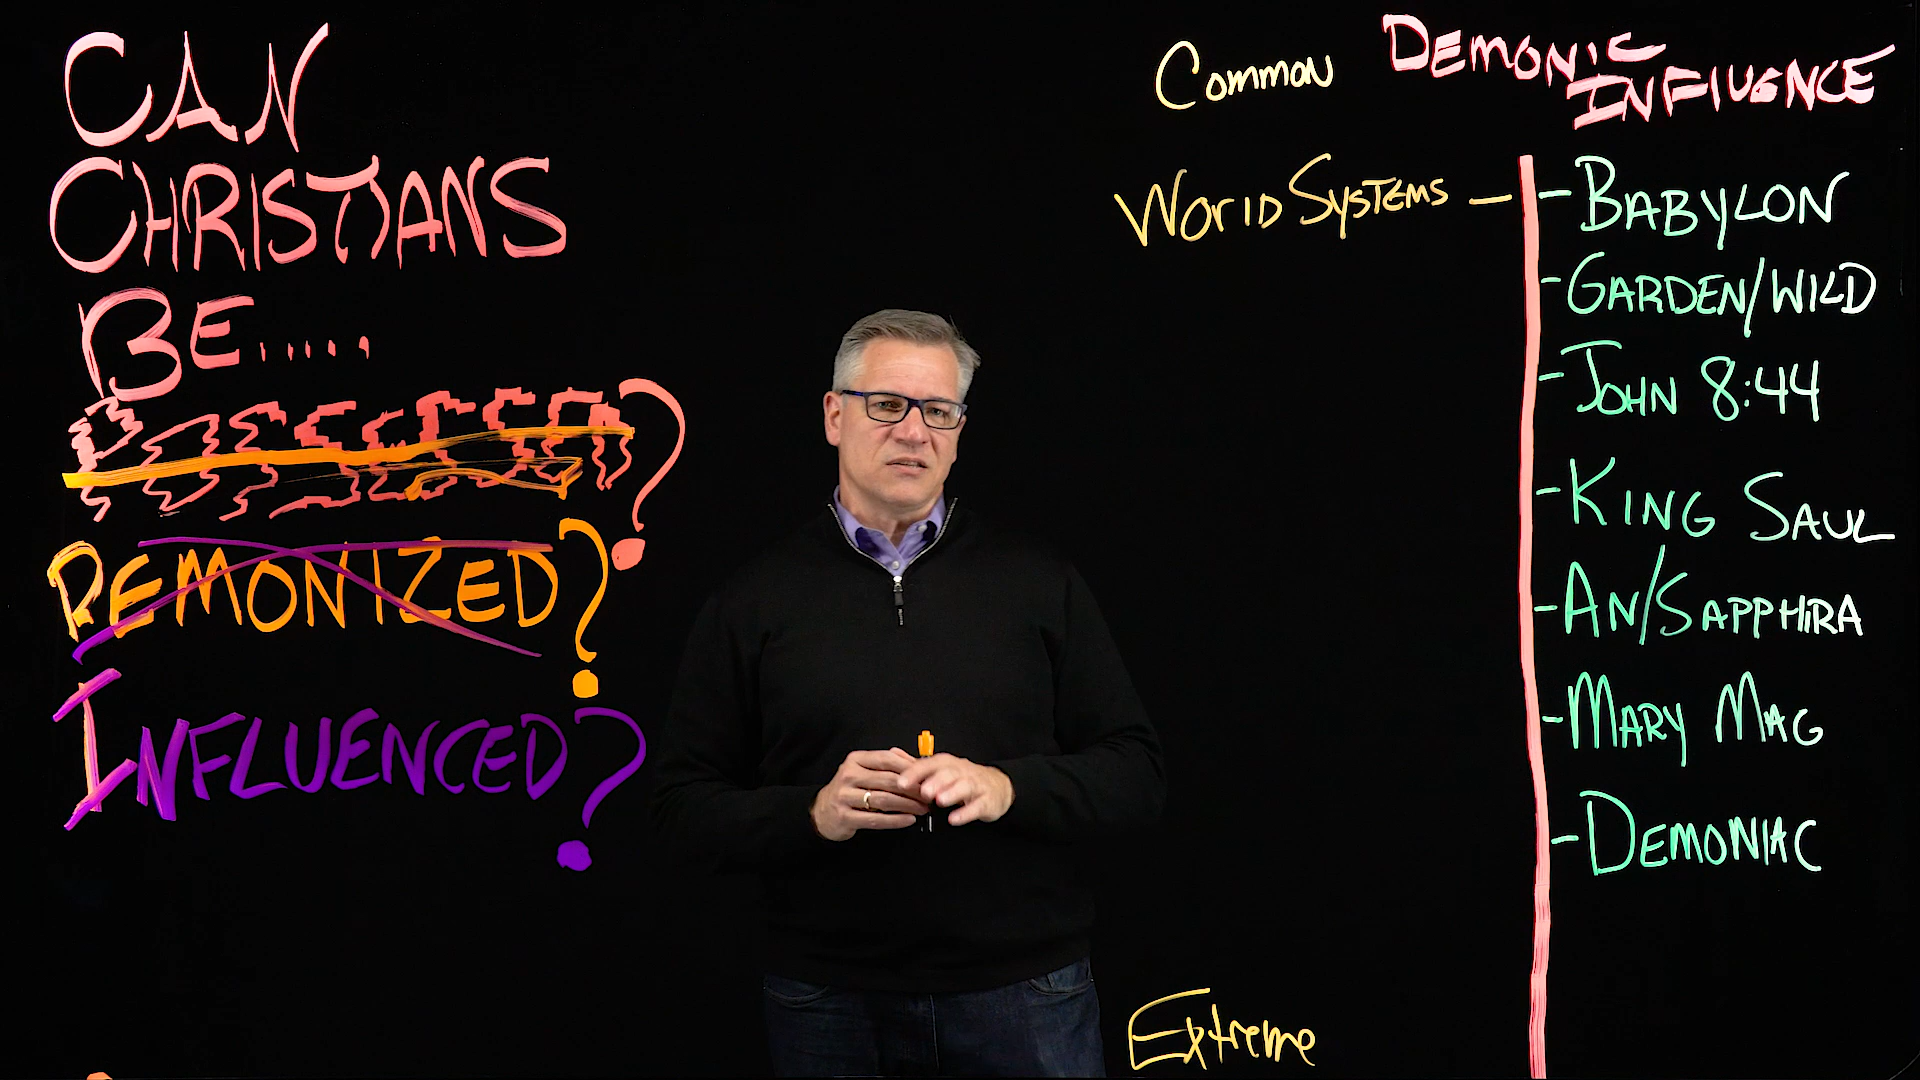 CAN
CHRISTIANS
BE.....
?
DEMONIZED?
INFLUENCED?
Common
DEMONIC
INFLUENCE
World Systems -
- BABYLON
- GARDEN/WILD
- JOHN 8:44
- KING SAUL
- AN/SAPPHIRA
- MARY MAG
- DEMONIAC
Extreme